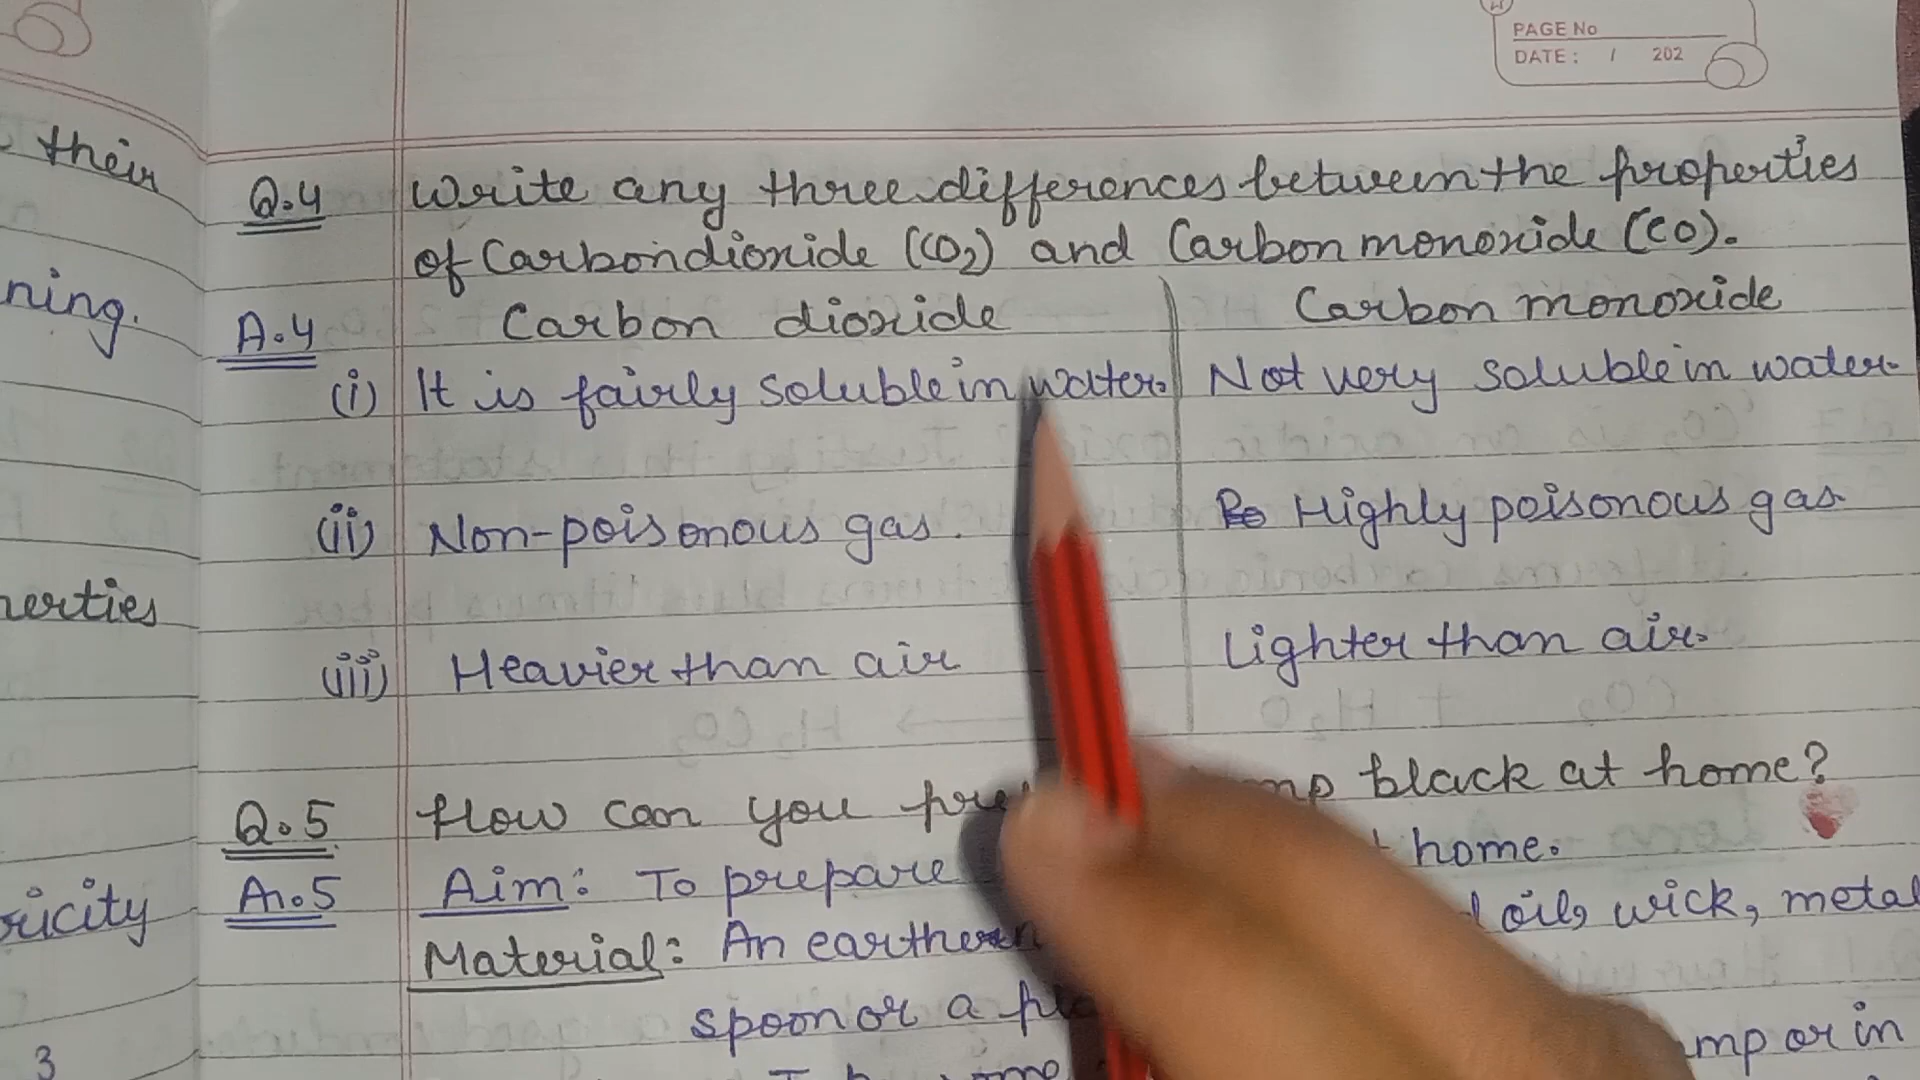 PAGE No
DATE : / 202
their
ning.
nerties
ricity
3
Q.4 Write any three differences between the properties
of Carbondioxide (CO2) and Carbon monoxide (CO).
A.4 Carbon dioxide Carbon monoxide
(i) It is fairly soluble in water. Not very soluble in water.
(ii) Non-poisonous gas. Highly poisonous gas.
(iii) Heavier than air Lighter than air.
Q.5 How can you black at home?
A.5 Aim: To prepare home.
Material: An earthen oil, wick, metal
spoon or a
or in